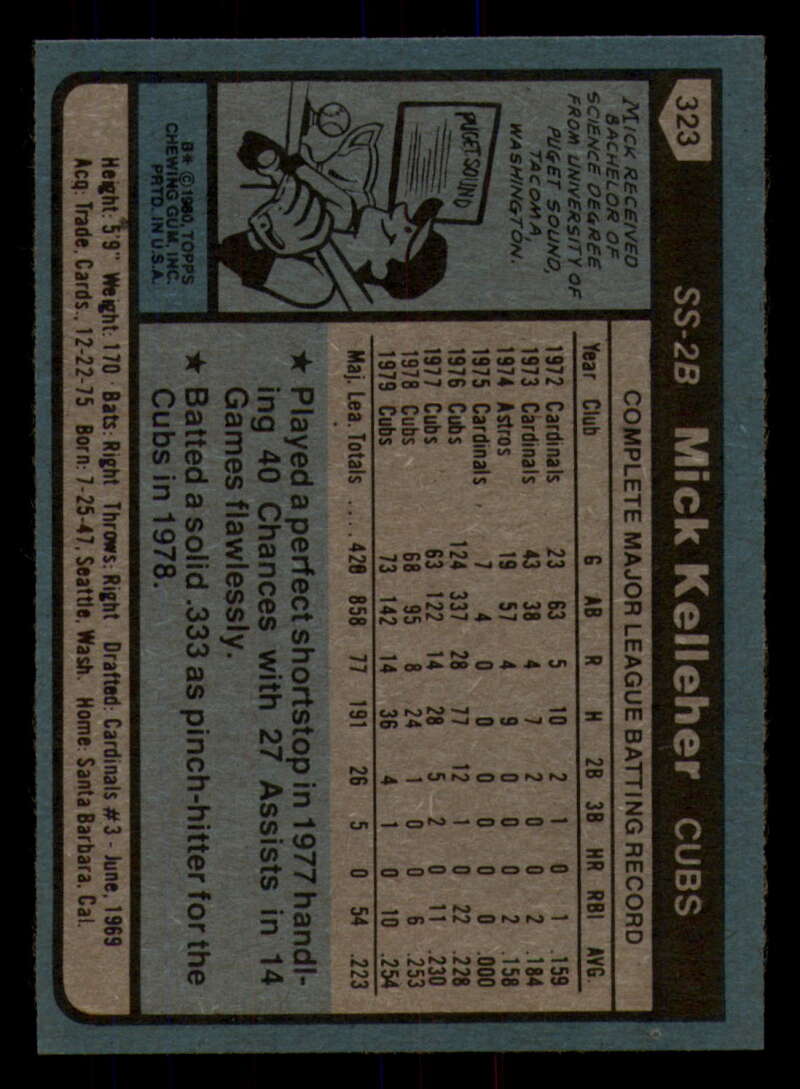 323 SS-2B Mick Kelleher CUBS
MICK RECEIVED
BACHELOR OF
SCIENCE DEGREE
FROM UNIVERSITY OF
PUGET SOUND,
TACOMA,
WASHINGTON.
PUGET SOUND
B* © 1980 TOPPS
CHEWING GUM, INC.
PRTD. IN U.S.A.
COMPLETE MAJOR LEAGUE BATTING RECORD
Year Club G AB R H 2B 3B HR RBI AVG.
1972 Cardinals 23 63 5 10 2 1 0 1 .159
1973 Cardinals 43 38 4 7 2 0 0 2 .184
1974 Astros 19 57 4 9 0 0 0 2 .158
1975 Cardinals 7 4 0 0 0 0 0 0 .000
1976 Cubs 124 337 28 77 12 1 0 22 .228
1977 Cubs 63 122 14 28 5 2 0 11 .230
1978 Cubs 68 95 8 24 1 0 0 6 .253
1979 Cubs 73 142 14 36 4 1 0 10 .254
Maj. Lea. Totals .... 420 858 77 191 26 5 0 54 .223
★ Played a perfect shortstop in 1977 handl-
ing 40 Chances with 27 Assists in 14
Games flawlessly.
★ Batted a solid .333 as pinch-hitter for the
Cubs in 1978.
Height: 5'9" Weight: 170 Bats: Right Throws: Right Drafted: Cardinals #3 - June, 1969
Acq: Trade, Cards., 12-22-75 Born: 7-25-47, Seattle, Wash. Home: Santa Barbara, Cal.